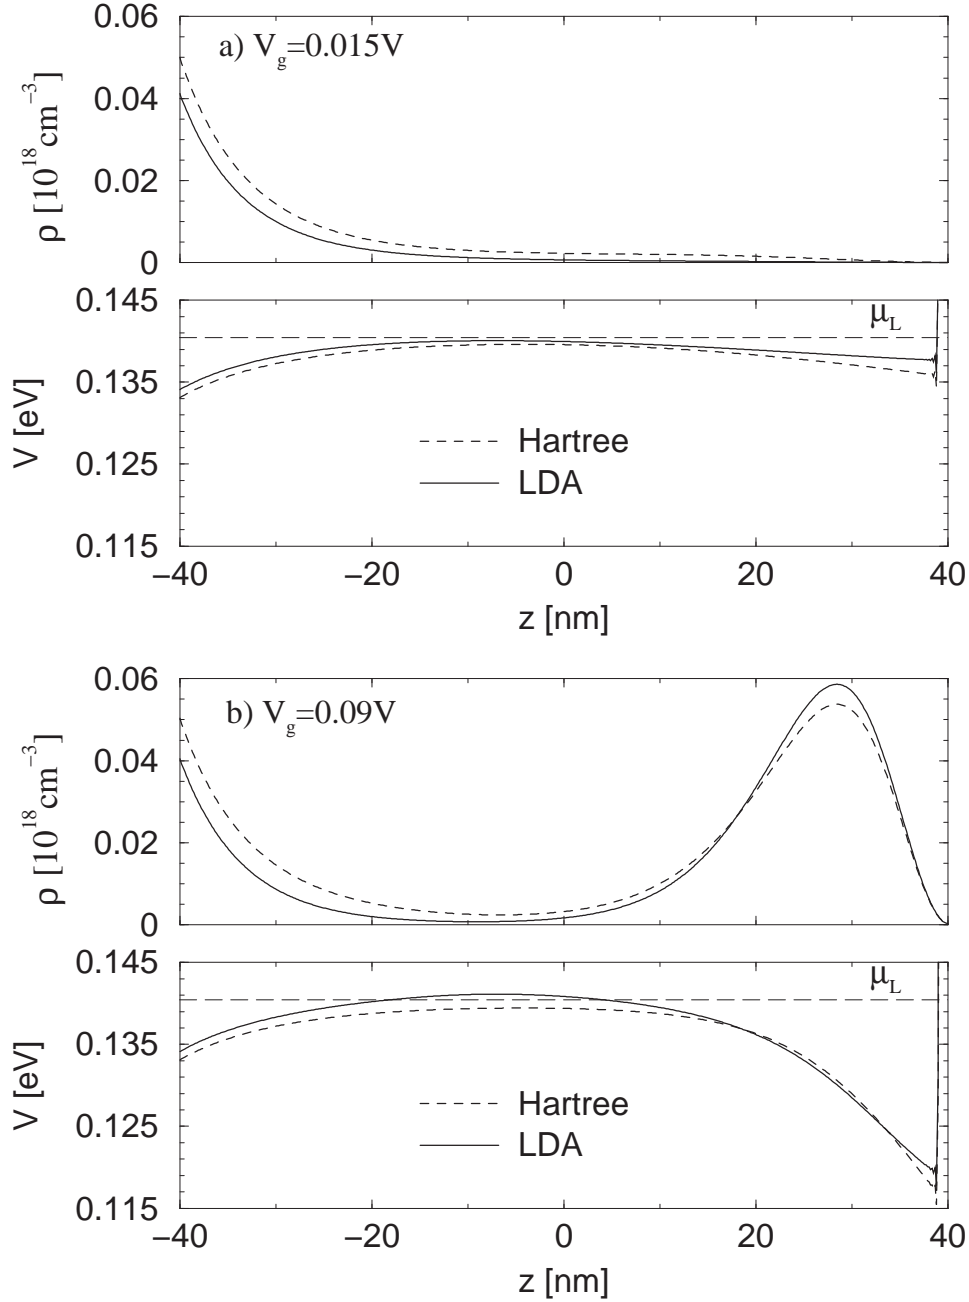 0.06
a) V_g=0.015V
0.04
ρ [10^18 cm^−3]
0.02
0
0.145
μ_L
0.135
V [eV]
Hartree
0.125
LDA
0.115
−40 −20 0 20 40
z [nm]
0.06
b) V_g=0.09V
0.04
ρ [10^18 cm^−3]
0.02
0
0.145
μ_L
0.135
V [eV]
Hartree
0.125
LDA
0.115
−40 −20 0 20 40
z [nm]